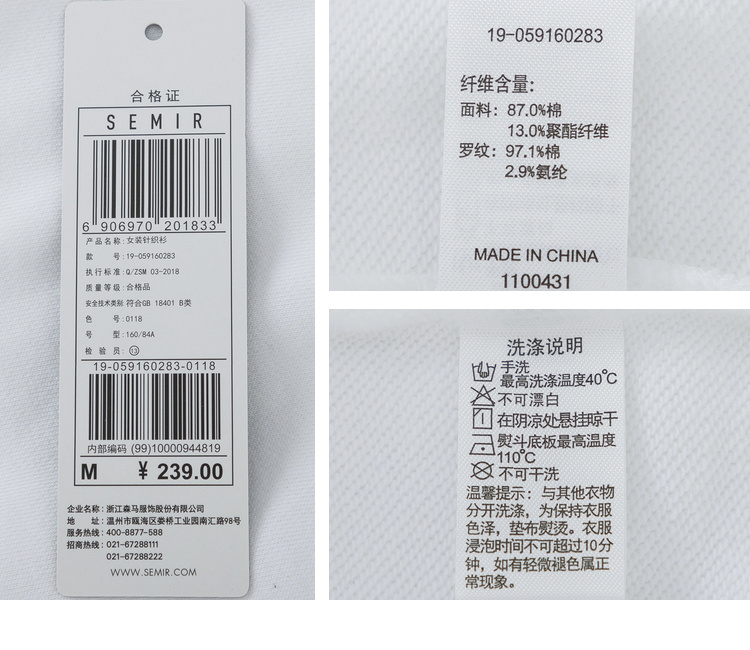 合格证
SEMIR
6 906970 201833
产品名称:女装针织衫
款 号:19-059160283
执行标准:Q/ZSM 03-2018
质量等级:合格品
安全技术类别:符合GB 18401 B类
色 号:0118
号 型:160/84A
检 验 员:⑬
19-059160283-0118
内部编码 (99)10000944819
M ¥ 239.00
企业名称:浙江森马服饰股份有限公司
地 址:温州市瓯海区娄桥工业园南汇路98号
服务热线:400-8877-588
招商热线:021-67288111
021-67288222
WWW.SEMIR.COM
19-059160283
纤维含量:
面料: 87.0%棉
13.0%聚酯纤维
罗纹: 97.1%棉
2.9%氨纶
MADE IN CHINA
1100431
洗涤说明
手洗
最高洗涤温度40℃
不可漂白
在阴凉处悬挂晾干
熨斗底板最高温度
110℃
不可干洗
温馨提示: 与其他衣物
分开洗涤, 为保持衣服
色泽, 垫布熨烫。衣服
浸泡时间不可超过10分
钟, 如有轻微褪色属正
常现象。